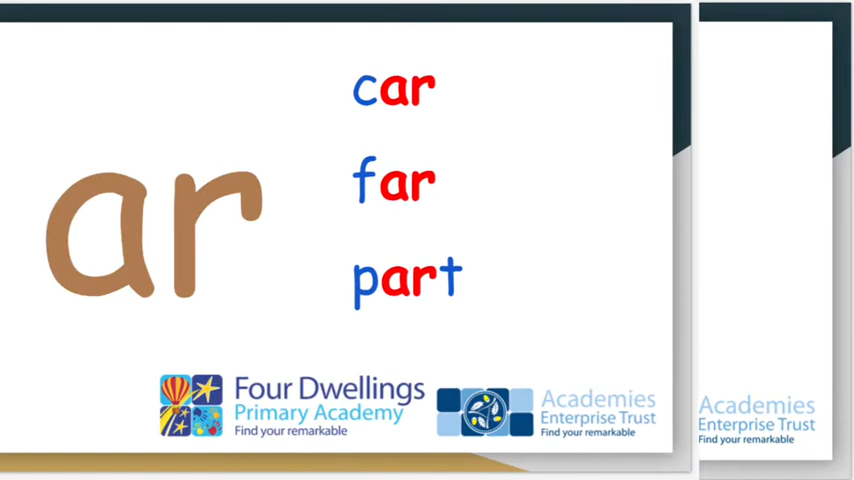 ar
car
far
part
Four Dwellings
Primary Academy
Find your remarkable
Academies
Enterprise Trust
Find your remarkable
Academies
Enterprise Trust
Find your remarkable